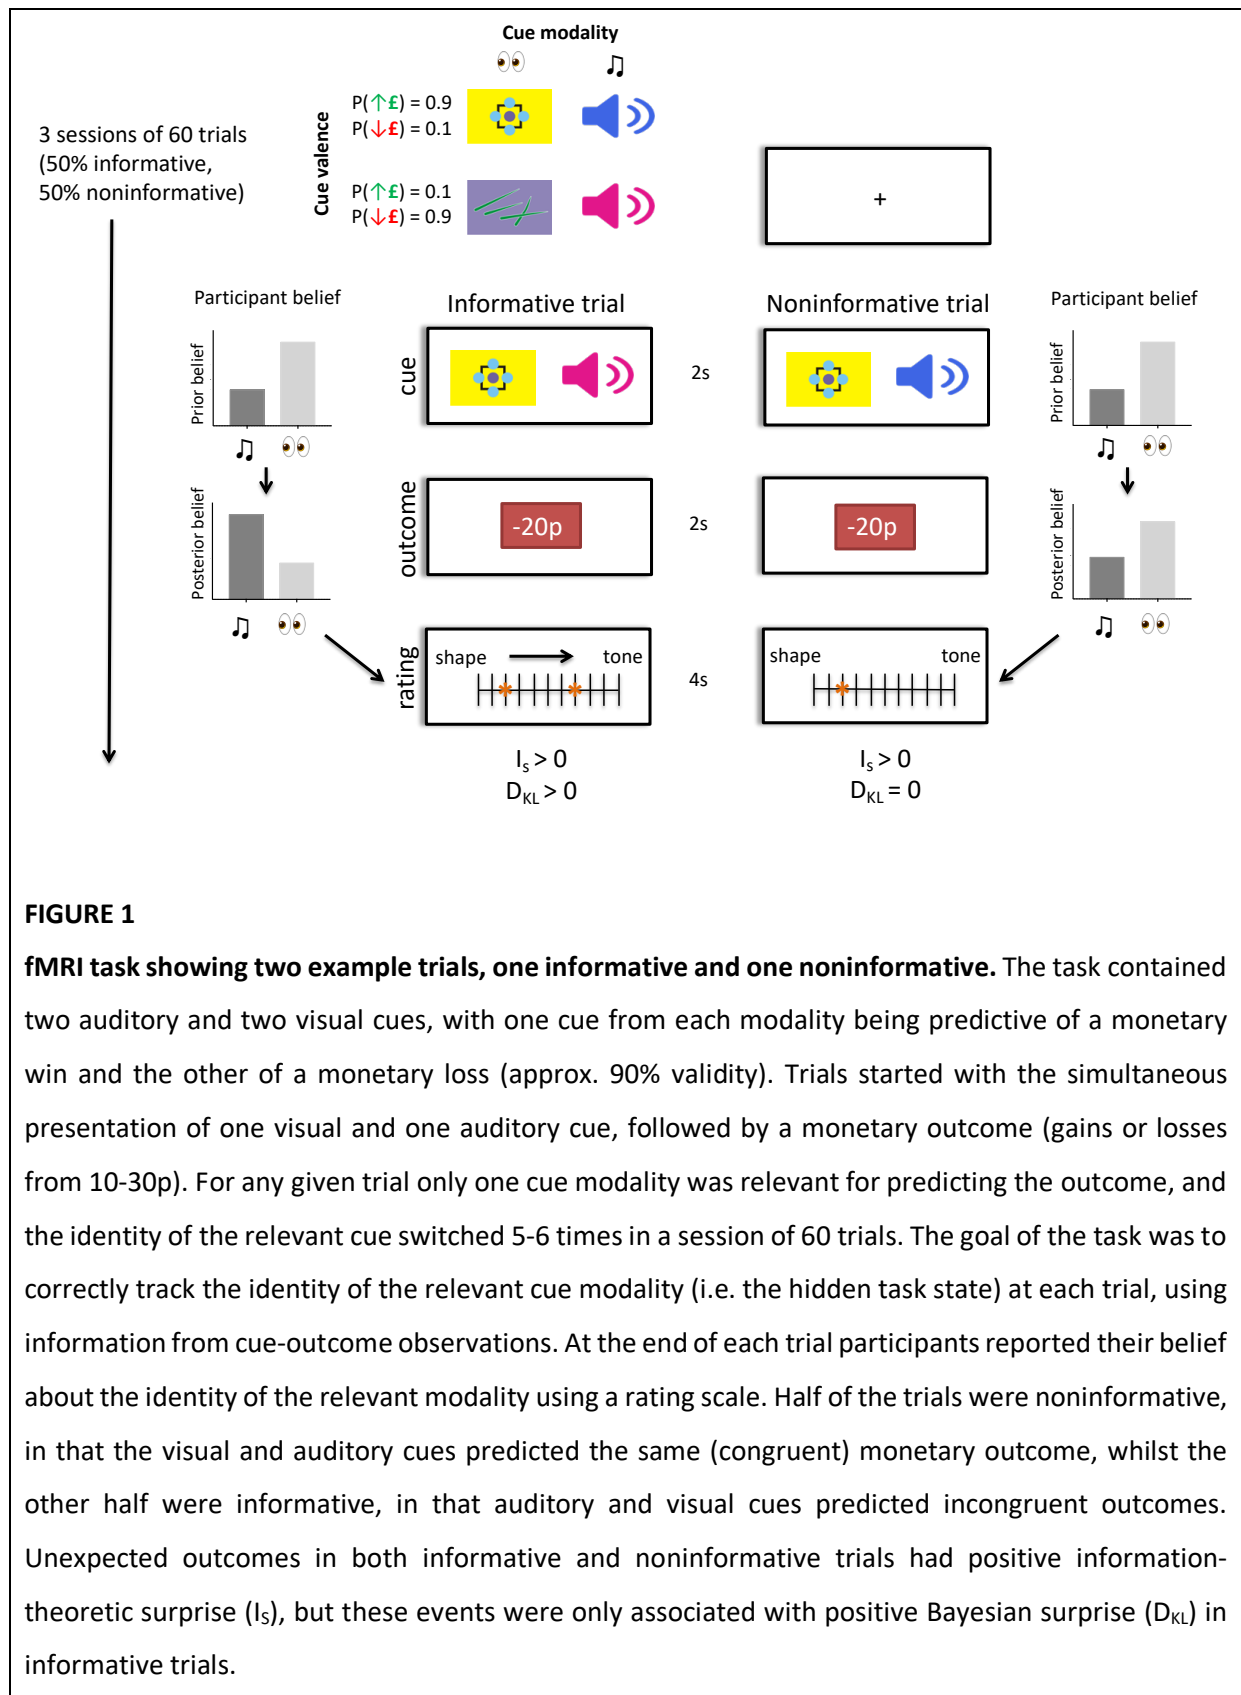 Cue modality
3 sessions of 60 trials
(50% informative,
50% noninformative)
Cue valence
P(↑£) = 0.9
P(↓£) = 0.1
P(↑£) = 0.1
P(↓£) = 0.9
+
Participant belief
Informative trial
Noninformative trial
Participant belief
Prior belief
cue
2s
Prior belief
Posterior belief
outcome
-20p
2s
-20p
Posterior belief
rating
shape
tone
4s
shape
tone
Is > 0
DKL > 0
Is > 0
DKL = 0
FIGURE 1
fMRI task showing two example trials, one informative and one noninformative. The task contained
two auditory and two visual cues, with one cue from each modality being predictive of a monetary
win and the other of a monetary loss (approx. 90% validity). Trials started with the simultaneous
presentation of one visual and one auditory cue, followed by a monetary outcome (gains or losses
from 10-30p). For any given trial only one cue modality was relevant for predicting the outcome, and
the identity of the relevant cue switched 5-6 times in a session of 60 trials. The goal of the task was to
correctly track the identity of the relevant cue modality (i.e. the hidden task state) at each trial, using
information from cue-outcome observations. At the end of each trial participants reported their belief
about the identity of the relevant modality using a rating scale. Half of the trials were noninformative,
in that the visual and auditory cues predicted the same (congruent) monetary outcome, whilst the
other half were informative, in that auditory and visual cues predicted incongruent outcomes.
Unexpected outcomes in both informative and noninformative trials had positive information-
theoretic surprise (IS), but these events were only associated with positive Bayesian surprise (DKL) in
informative trials.